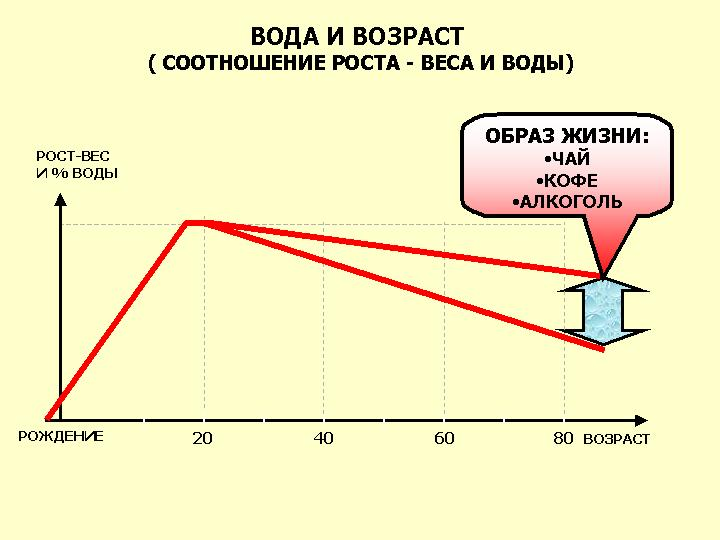 ВОДА И ВОЗРАСТ
( СООТНОШЕНИЕ РОСТА - ВЕСА И ВОДЫ)
ОБРАЗ ЖИЗНИ:
•ЧАЙ
•КОФЕ
•АЛКОГОЛЬ
РОСТ-ВЕС
И % ВОДЫ
РОЖДЕНИЕ 20 40 60 80 ВОЗРАСТ